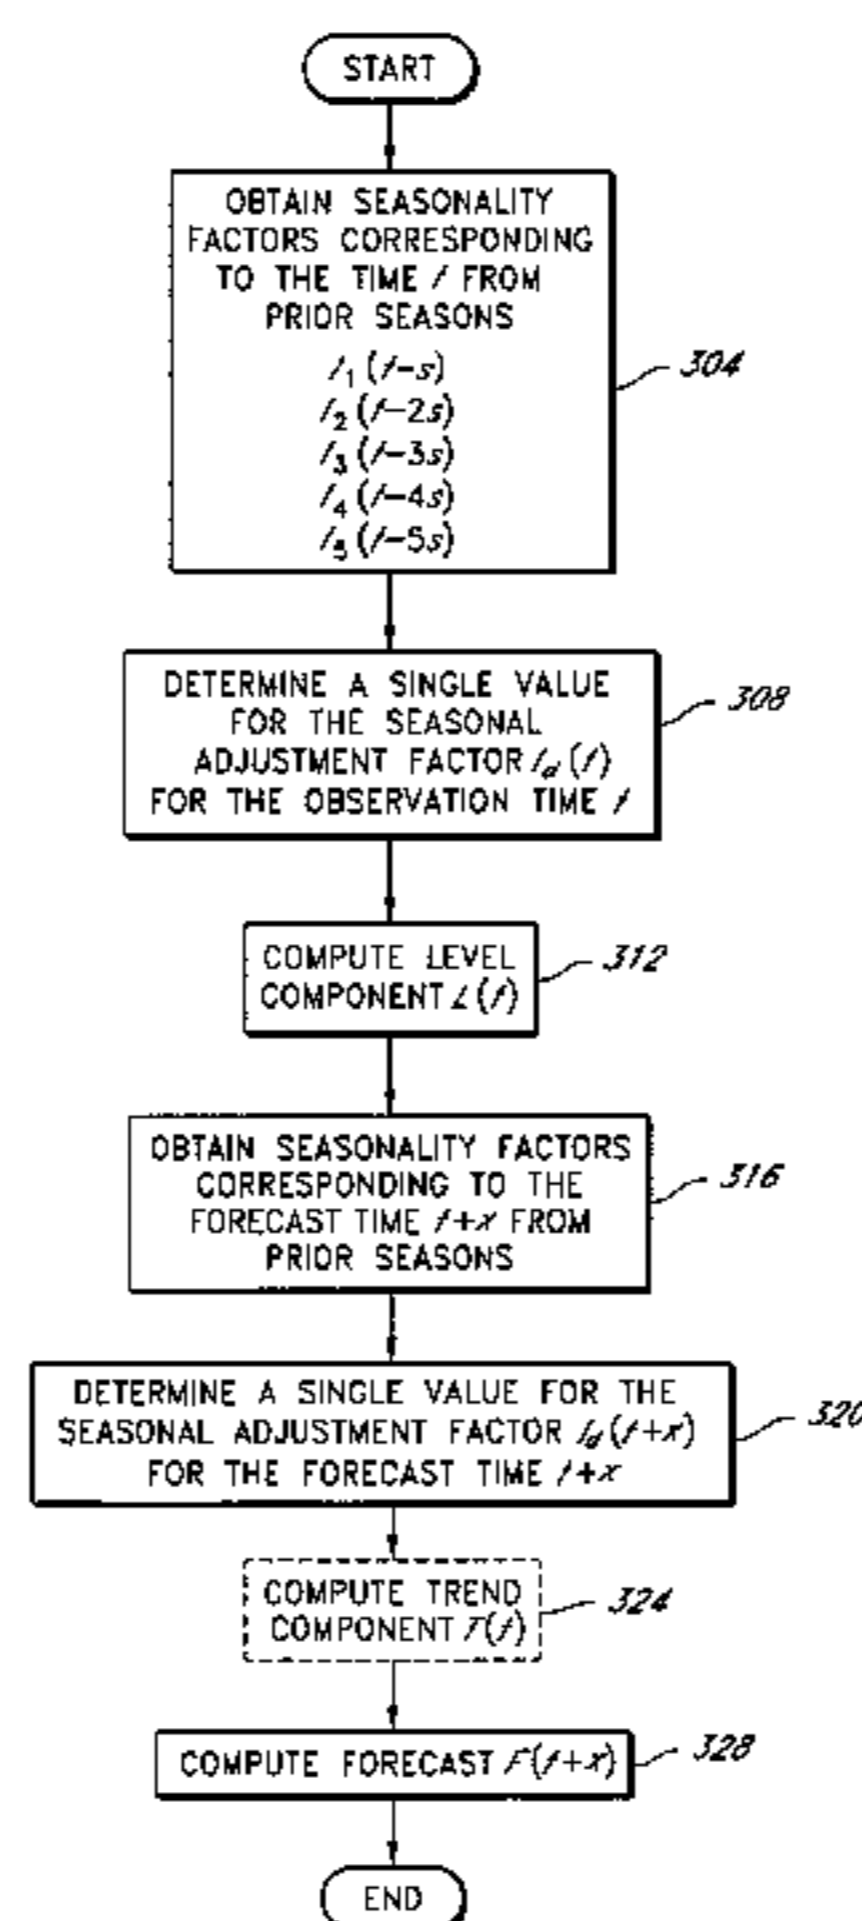 START
OBTAIN SEASONALITY
FACTORS CORRESPONDING
TO THE TIME t FROM
PRIOR SEASONS
I₁(t-s)
I₂(t-2s)
I₃(t-3s)
I₄(t-4s)
I₅(t-5s)
304
DETERMINE A SINGLE VALUE
FOR THE SEASONAL
ADJUSTMENT FACTOR Iₐ(t)
FOR THE OBSERVATION TIME t
308
COMPUTE LEVEL
COMPONENT L(t)
312
OBTAIN SEASONALITY FACTORS
CORRESPONDING TO THE
FORECAST TIME t+x FROM
PRIOR SEASONS
316
DETERMINE A SINGLE VALUE FOR THE
SEASONAL ADJUSTMENT FACTOR Iₐ(t+x)
FOR THE FORECAST TIME t+x
320
COMPUTE TREND
COMPONENT T(t)
324
COMPUTE FORECAST F(t+x)
328
END